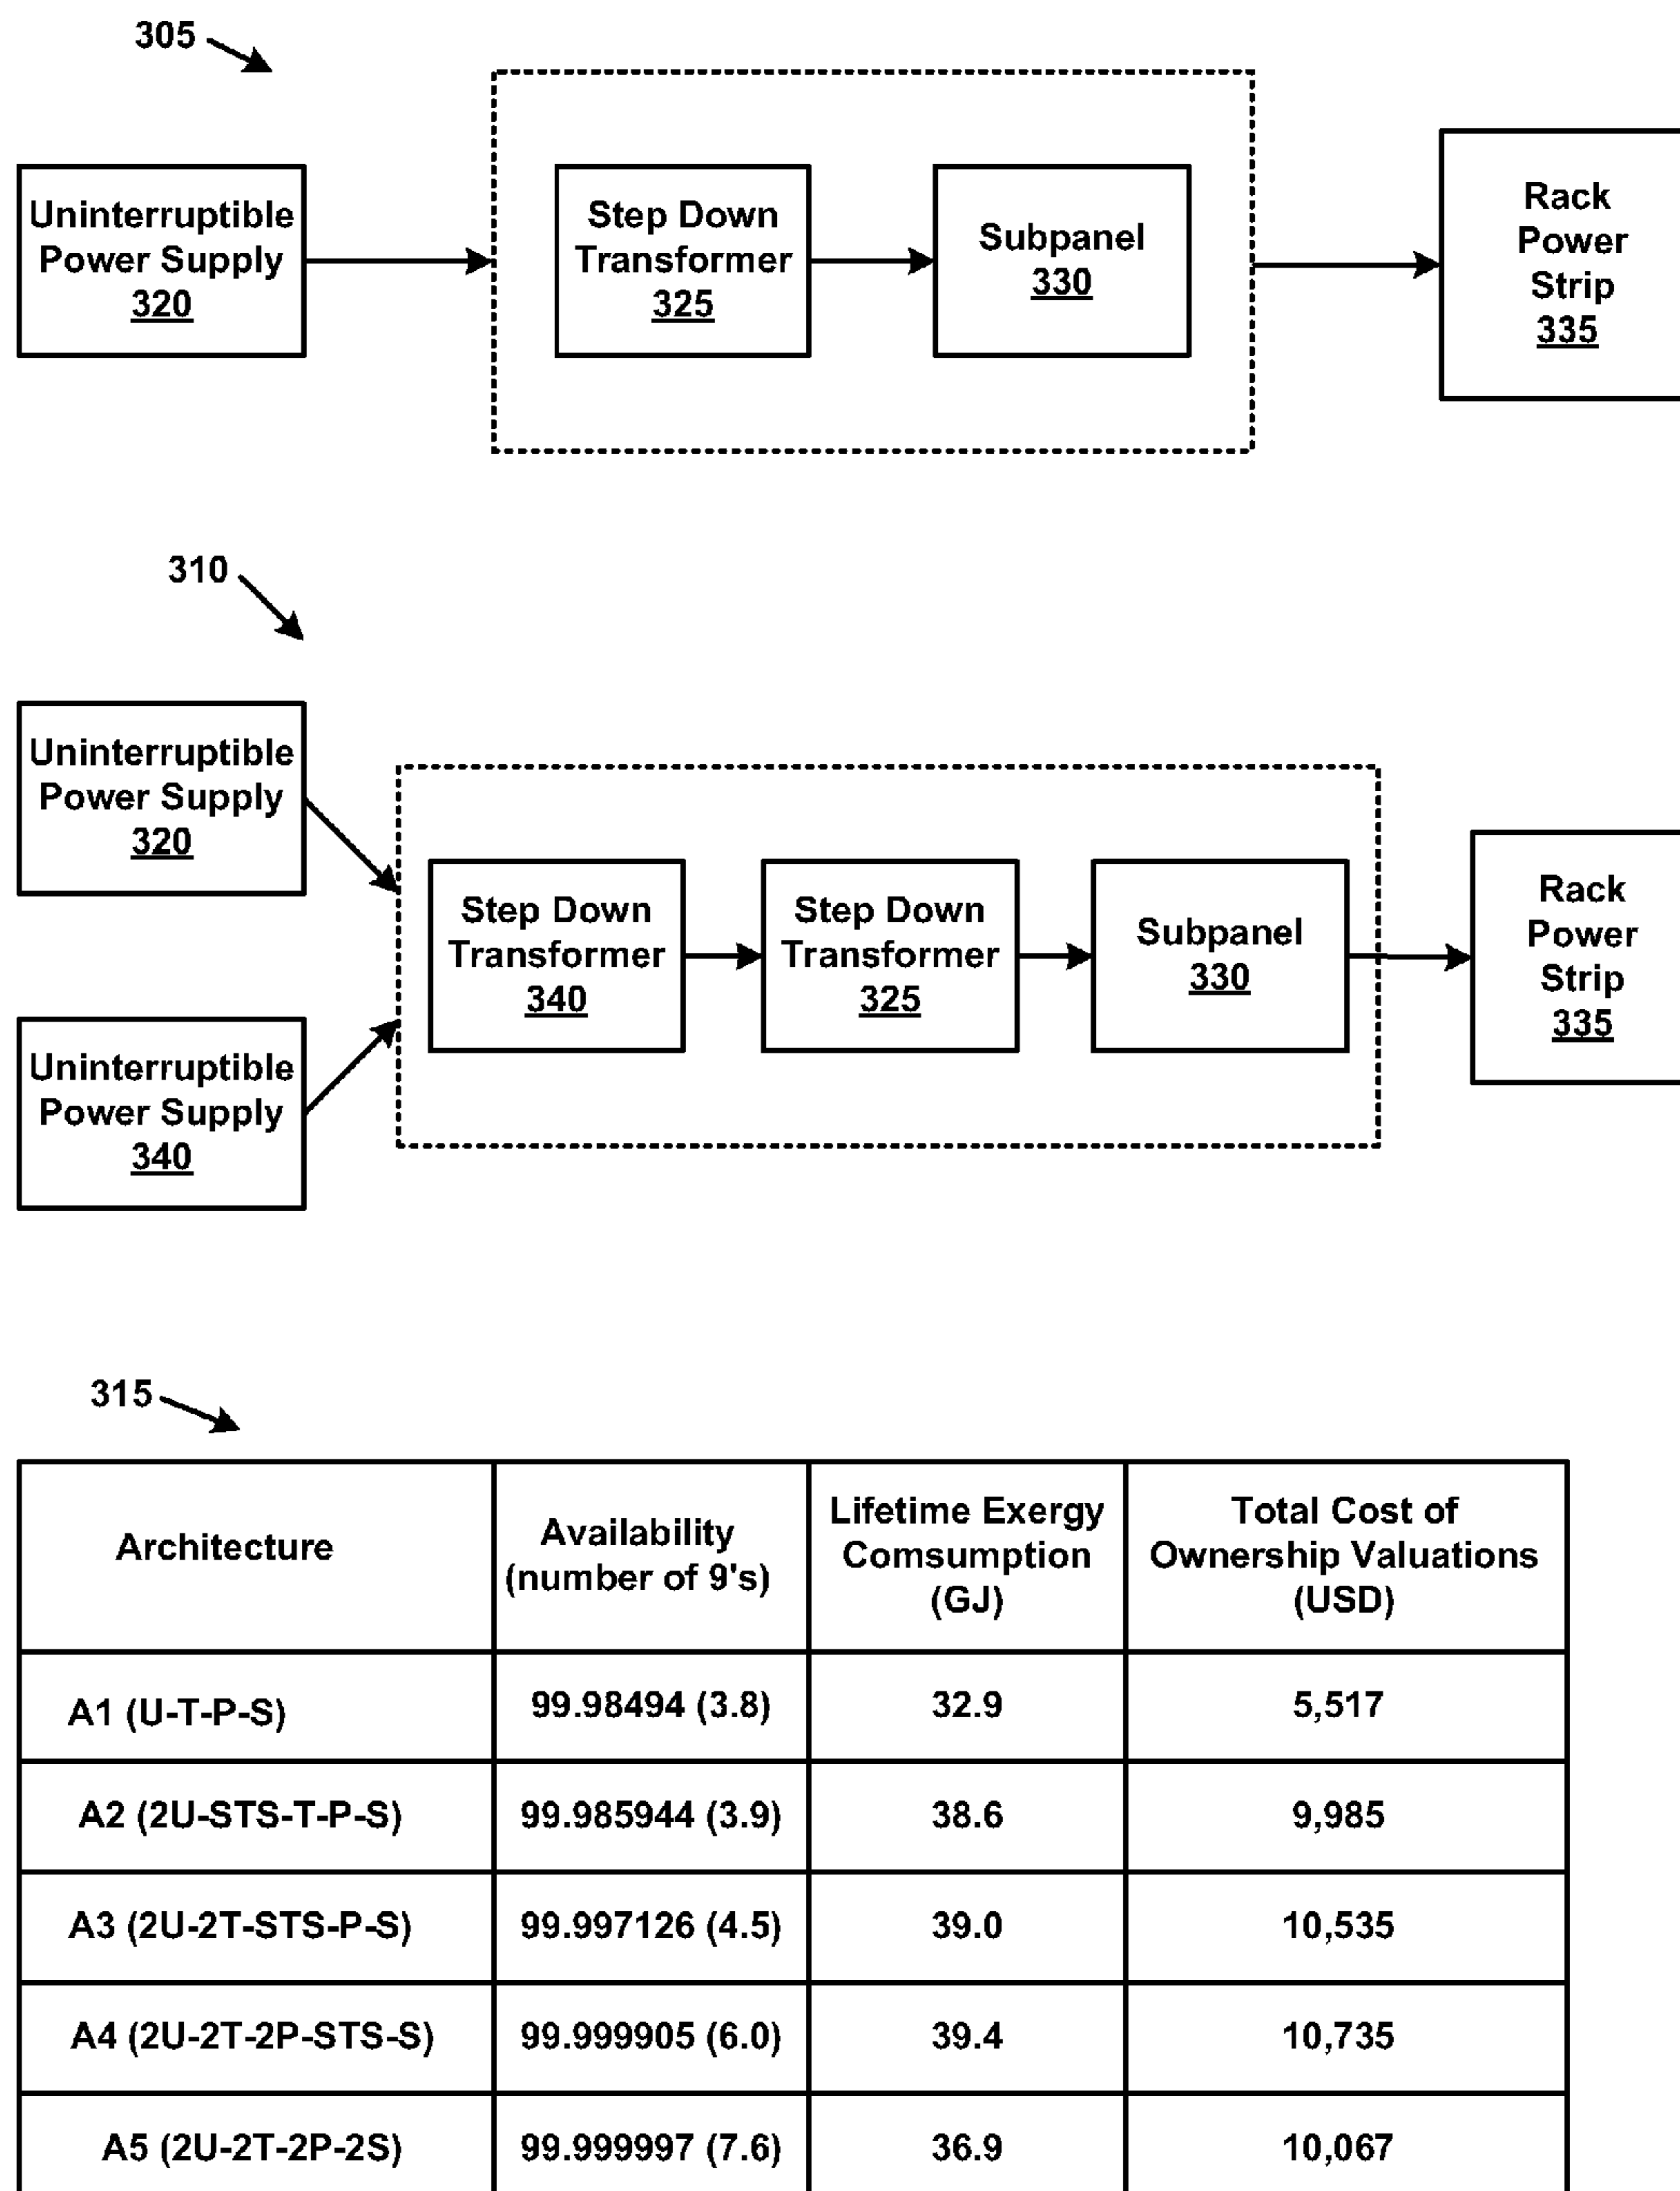 305
Uninterruptible
Power Supply
320
Step Down
Transformer
325
Subpanel
330
Rack
Power
Strip
335
310
Uninterruptible
Power Supply
320
Uninterruptible
Power Supply
340
Step Down
Transformer
340
Step Down
Transformer
325
Subpanel
330
Rack
Power
Strip
335
315
Architecture
Availability
(number of 9's)
Lifetime Exergy
Comsumption
(GJ)
Total Cost of
Ownership Valuations
(USD)
A1 (U-T-P-S) 99.98494 (3.8) 32.9 5,517
A2 (2U-STS-T-P-S) 99.985944 (3.9) 38.6 9,985
A3 (2U-2T-STS-P-S) 99.997126 (4.5) 39.0 10,535
A4 (2U-2T-2P-STS-S) 99.999905 (6.0) 39.4 10,735
A5 (2U-2T-2P-2S) 99.999997 (7.6) 36.9 10,067